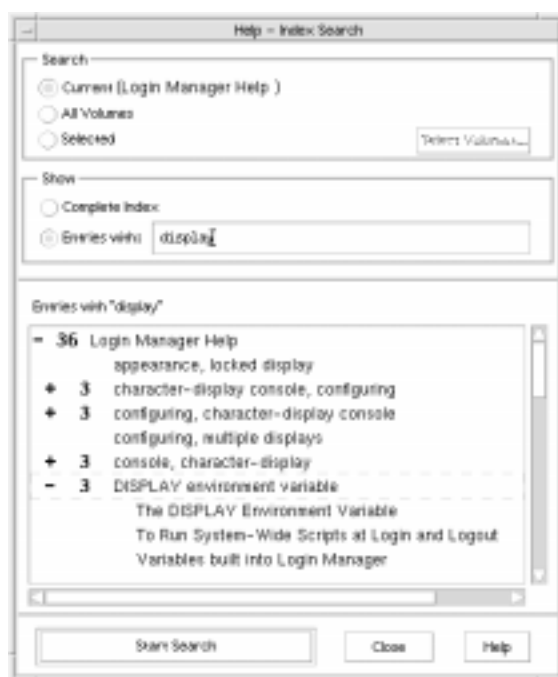 Help - Index Search
Search
Current (Login Manager Help )
All Volumes
Selected
Select Volumes...
Show
Complete Index
Entries with: display
Entries with "display"
- 36 Login Manager Help
appearance, locked display
+ 3 character-display console, configuring
+ 3 configuring, character-display console
configuring, multiple displays
+ 3 console, character-display
- 3 DISPLAY environment variable
The DISPLAY Environment Variable
To Run System-Wide Scripts at Login and Logout
Variables built into Login Manager
Start Search
Close
Help